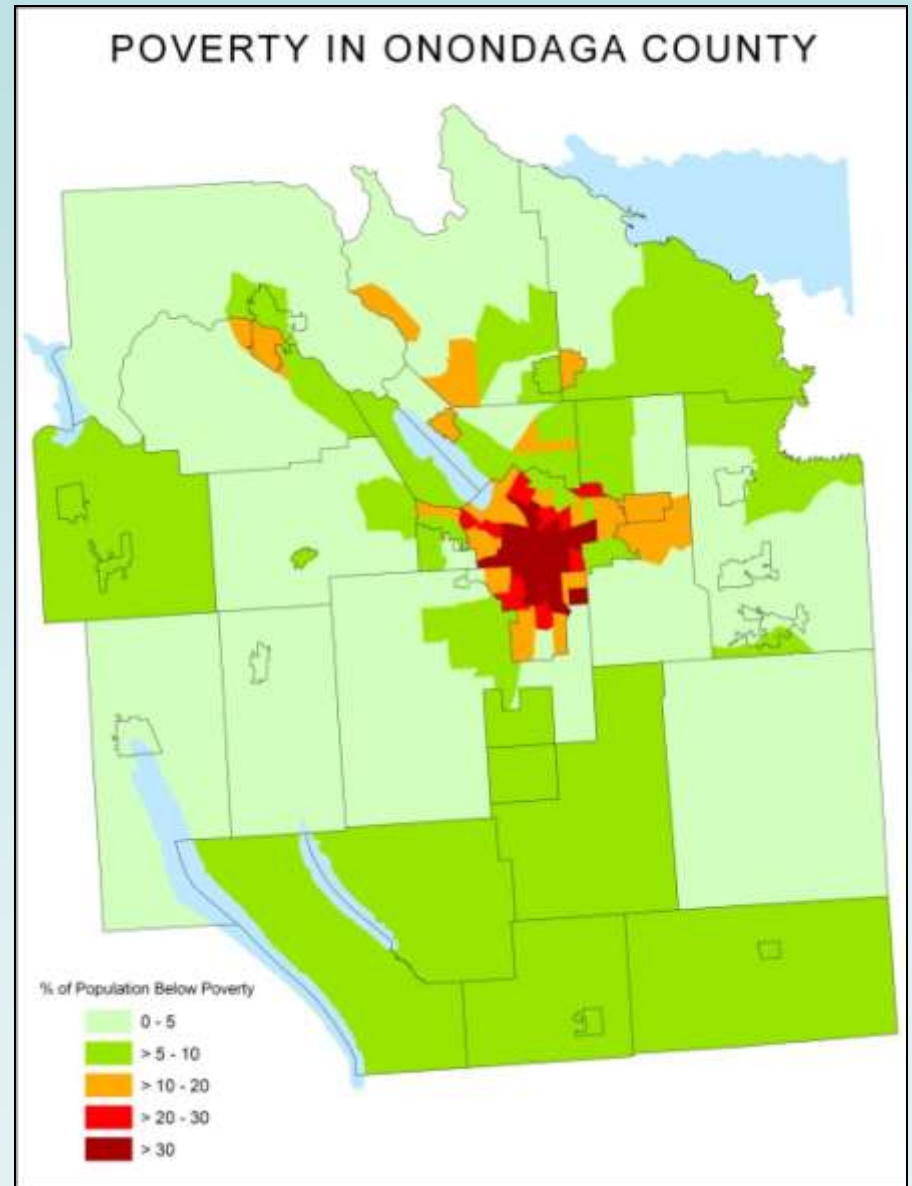 POVERTY IN ONONDAGA COUNTY
% of Population Below Poverty
0 - 5
> 5 - 10
> 10 - 20
> 20 - 30
> 30